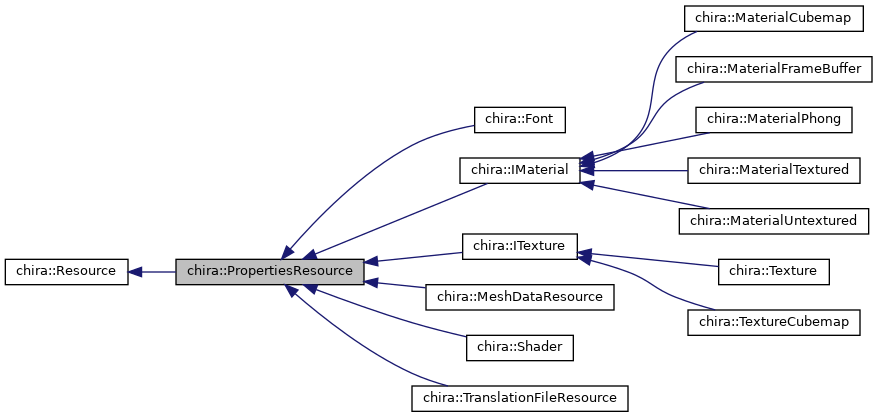 chira::MaterialCubemap
chira::MaterialFrameBuffer
chira::Font
chira::MaterialPhong
chira::IMaterial
chira::MaterialTextured
chira::MaterialUntextured
chira::ITexture
chira::Resource
chira::PropertiesResource
chira::Texture
chira::MeshDataResource
chira::TextureCubemap
chira::Shader
chira::TranslationFileResource